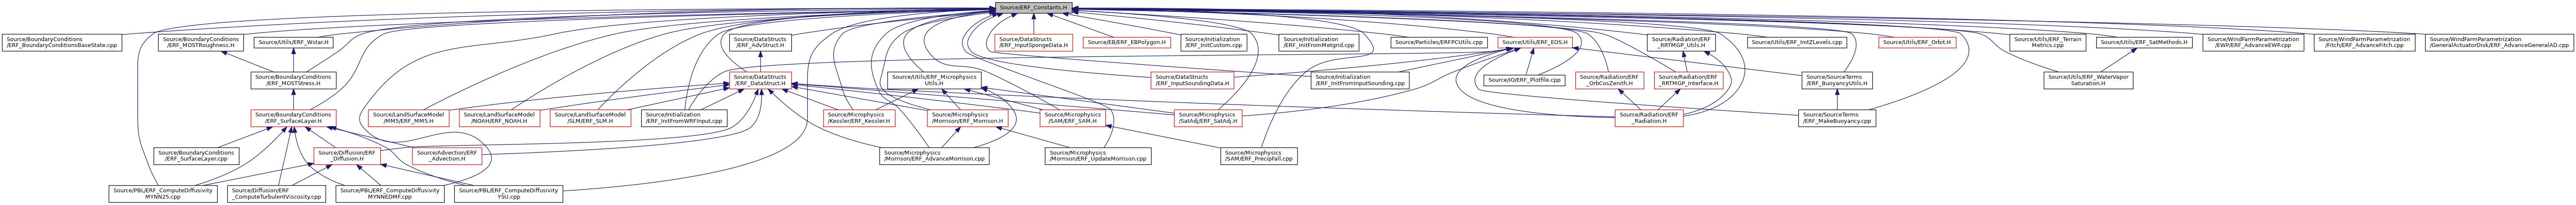 Source/ERF_Constants.H
Source/BoundaryConditions
/ERF_BoundaryConditionsBaseState.cpp
Source/BoundaryConditions
/ERF_MOSTRoughness.H
Source/Utils/ERF_Wstar.H
Source/DataStructs
/ERF_AdvStruct.H
Source/DataStructs
/ERF_InputSpongeData.H
Source/EB/ERF_EBPolygon.H
Source/Initialization
/ERF_InitCustom.cpp
Source/Initialization
/ERF_InitFromMetgrid.cpp
Source/Particles/ERFPCUtils.cpp
Source/Utils/ERF_EOS.H
Source/Radiation/ERF
_RRTMGP_Utils.H
Source/Utils/ERF_InitZLevels.cpp
Source/Utils/ERF_Orbit.H
Source/Utils/ERF_Terrain
Metrics.cpp
Source/Utils/ERF_SatMethods.H
Source/WindFarmParametrization
/EWP/ERF_AdvanceEWP.cpp
Source/WindFarmParametrization
/Fitch/ERF_AdvanceFitch.cpp
Source/WindFarmParametrization
/GeneralActuatorDisk/ERF_AdvanceGeneralAD.cpp
Source/BoundaryConditions
/ERF_MOSTStress.H
Source/DataStructs
/ERF_DataStruct.H
Source/Utils/ERF_Microphysics
Utils.H
Source/DataStructs
/ERF_InputSoundingData.H
Source/Initialization
/ERF_InitFromInputSounding.cpp
Source/IO/ERF_Plotfile.cpp
Source/Radiation/ERF
_OrbCosZenith.H
Source/Radiation/ERF
_RRTMGP_Interface.H
Source/SourceTerms
/ERF_BuoyancyUtils.H
Source/Utils/ERF_WaterVapor
Saturation.H
Source/BoundaryConditions
/ERF_SurfaceLayer.H
Source/LandSurfaceModel
/MM5/ERF_MM5.H
Source/LandSurfaceModel
/NOAH/ERF_NOAH.H
Source/LandSurfaceModel
/SLM/ERF_SLM.H
Source/Initialization
/ERF_InitFromWRFInput.cpp
Source/Microphysics
/Kessler/ERF_Kessler.H
Source/Microphysics
/Morrison/ERF_Morrison.H
Source/Microphysics
/SAM/ERF_SAM.H
Source/Microphysics
/SatAdj/ERF_SatAdj.H
Source/Radiation/ERF
_Radiation.H
Source/SourceTerms
/ERF_MakeBuoyancy.cpp
Source/BoundaryConditions
/ERF_SurfaceLayer.cpp
Source/Diffusion/ERF
_Diffusion.H
Source/Advection/ERF
_Advection.H
Source/Microphysics
/Morrison/ERF_AdvanceMorrison.cpp
Source/Microphysics
/Morrison/ERF_UpdateMorrison.cpp
Source/Microphysics
/SAM/ERF_PrecipFall.cpp
Source/PBL/ERF_ComputeDiffusivity
MYNN25.cpp
Source/Diffusion/ERF
_ComputeTurbulentViscosity.cpp
Source/PBL/ERF_ComputeDiffusivity
MYNNEDMF.cpp
Source/PBL/ERF_ComputeDiffusivity
YSU.cpp